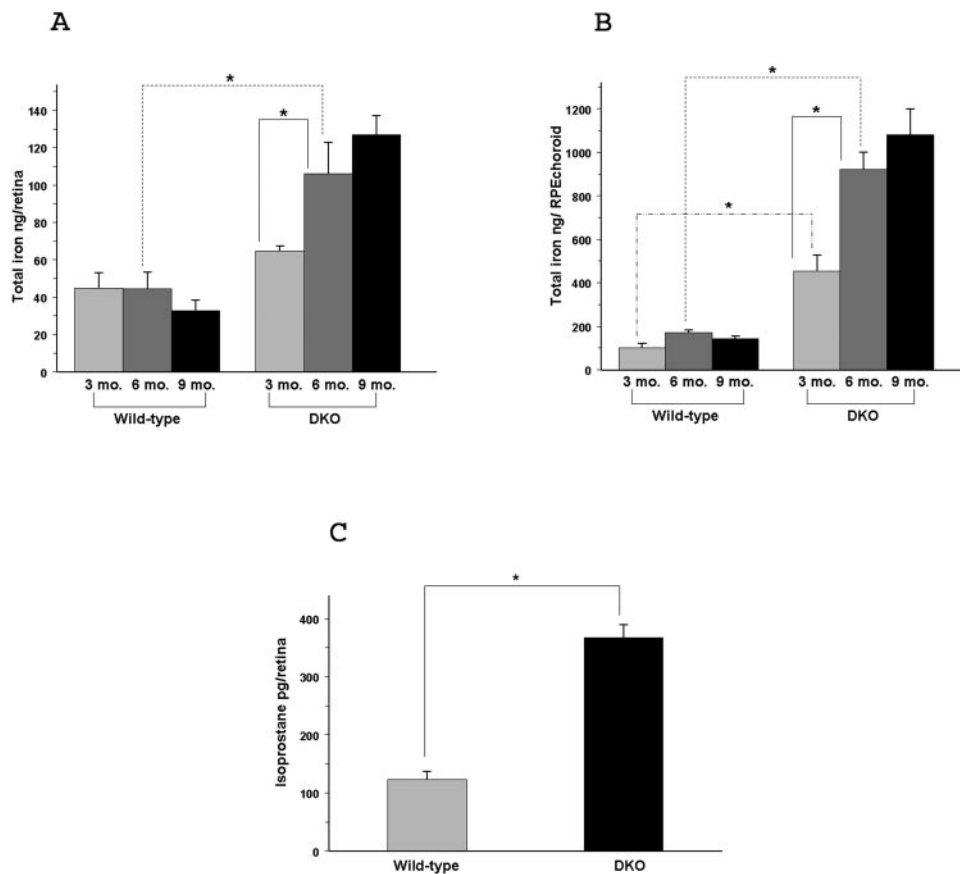 A
Total iron ng/retina
140
120
100
80
60
40
20
0
*
*
3 mo. 6 mo. 9 mo. 3 mo. 6 mo. 9 mo.
Wild-type DKO
B
Total iron ng/ RPEchoroid
1200
1000
800
600
400
200
0
*
*
*
3 mo. 6 mo. 9 mo. 3 mo. 6 mo. 9 mo.
Wild-type DKO
C
Isoprostane pg/retina
400
300
200
100
0
*
Wild-type DKO